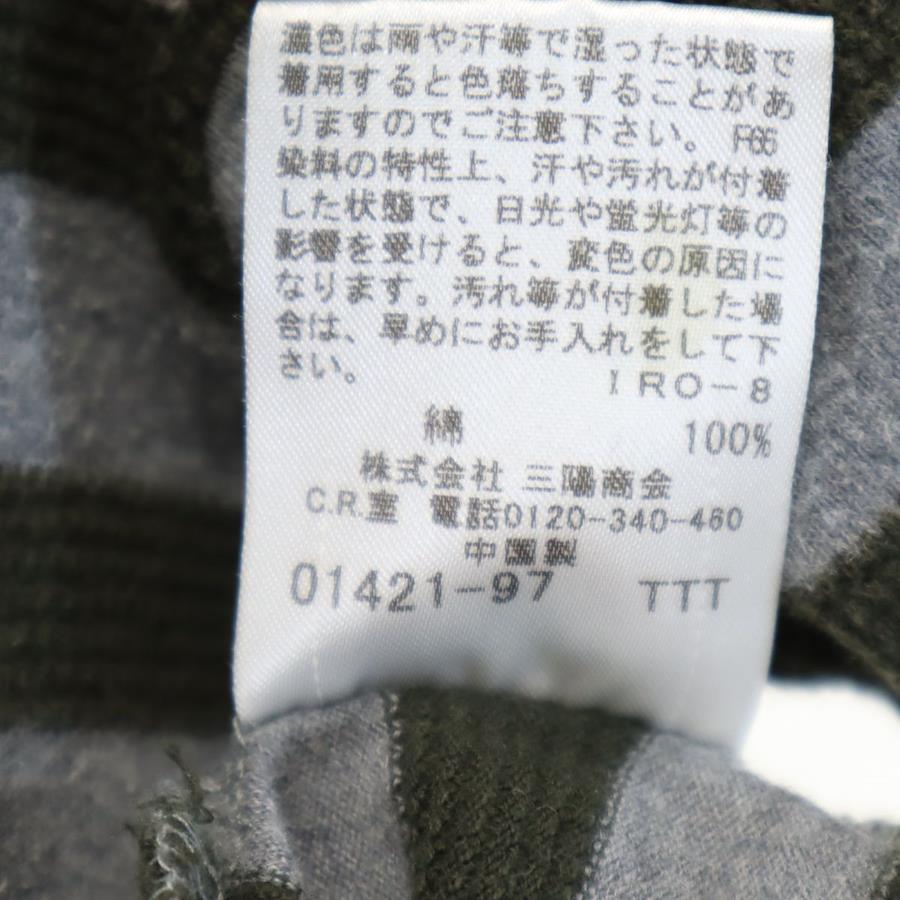 濃色は雨や汗等で湿った状態で
着用すると色落ちすることがあ
りますのでご注意下さい。 F66
染料の特性上、汗や汚れが付着
した状態で、日光や蛍光灯等の
影響を受けると、変色の原因に
なります。汚れ等が付着した場
合は、早めにお手入れをして下
さい。 IRO-8
綿 100%
株式会社 三陽商会
C.R.室 電話0120-340-460
中国製
01421-97 TTT